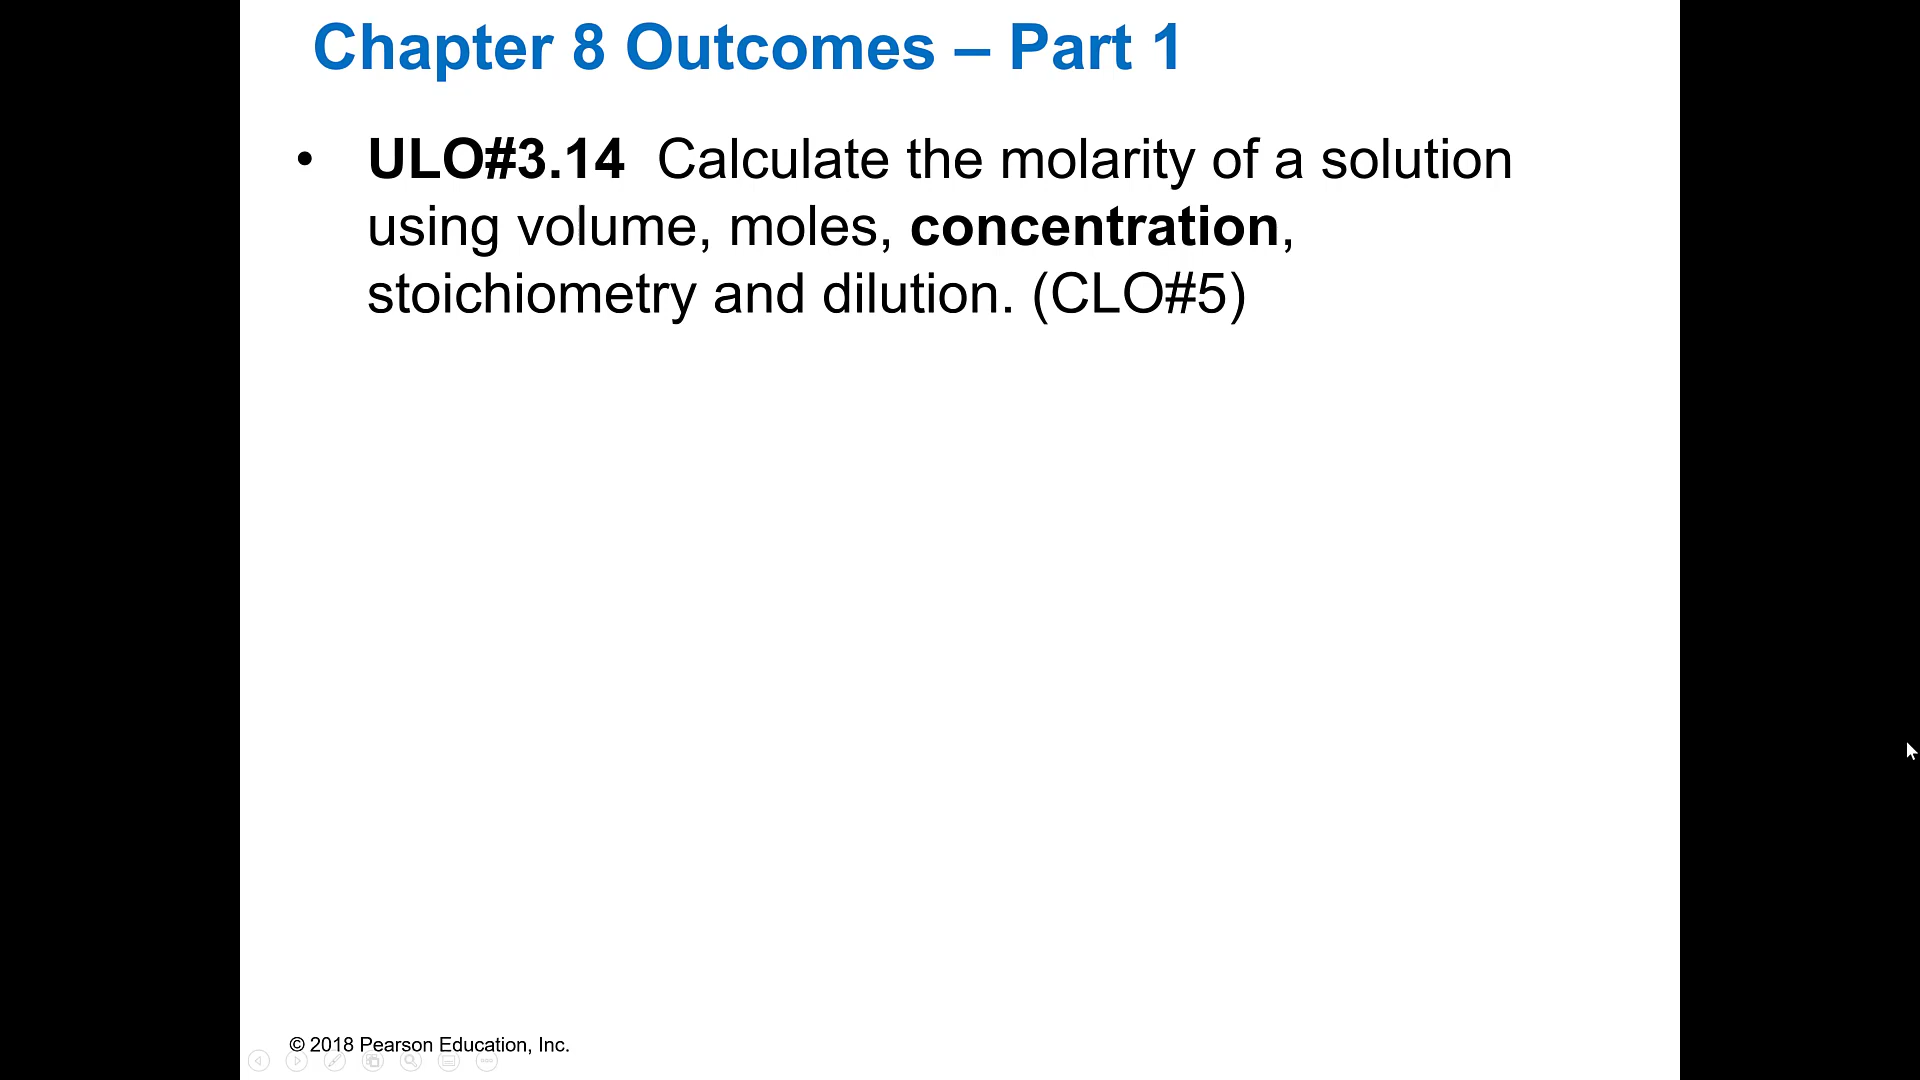 Chapter 8 Outcomes – Part 1
• ULO#3.14 Calculate the molarity of a solution
using volume, moles, concentration,
stoichiometry and dilution. (CLO#5)
© 2018 Pearson Education, Inc.